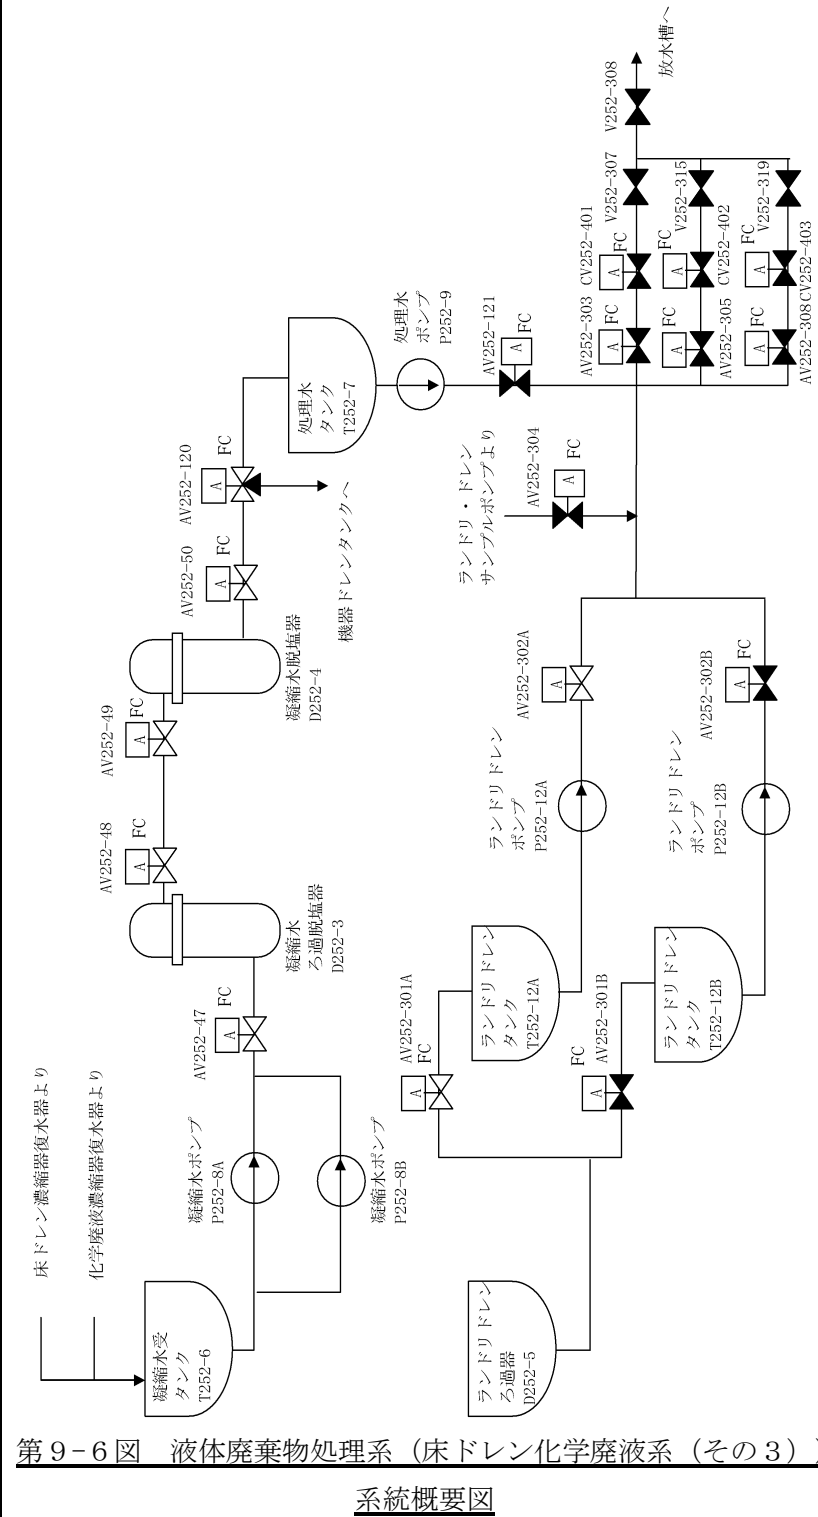 床ドレン濃縮器復水器より
化学廃液濃縮器復水器より
凝縮水受
タンク
T252-6
凝縮水ポンプ
P252-8A
凝縮水ポンプ
P252-8B
AV252-47
FC
A
凝縮水
ろ過脱塩器
D252-3
AV252-48
FC
A
AV252-49
FC
A
凝縮水脱塩器
D252-4
AV252-50
FC
A
AV252-120
FC
A
機器ドレンタンクへ
処理水
タンク
T252-7
処理水
ポンプ
P252-9
AV252-121
FC
A
ランドリドレン
ろ過器
D252-5
AV252-301A
FC
A
AV252-301B
FC
A
ランドリドレン
タンク
T252-12A
ランドリドレン
タンク
T252-12B
ランドリドレン
ポンプ
P252-12A
ランドリドレン
ポンプ
P252-12B
AV252-302A
A
AV252-302B
FC
A
ランドリ・ドレン
サンプルポンプより
AV252-304
FC
A
AV252-303
FC
A
CV252-401
FC
A
V252-307
AV252-305
FC
A
CV252-402
FC
A
V252-315
AV252-308
FC
A
CV252-403
FC
A
V252-319
V252-308
放水槽へ
第9-6図 液体廃棄物処理系(床ドレン化学廃液系(その3))
系統概要図